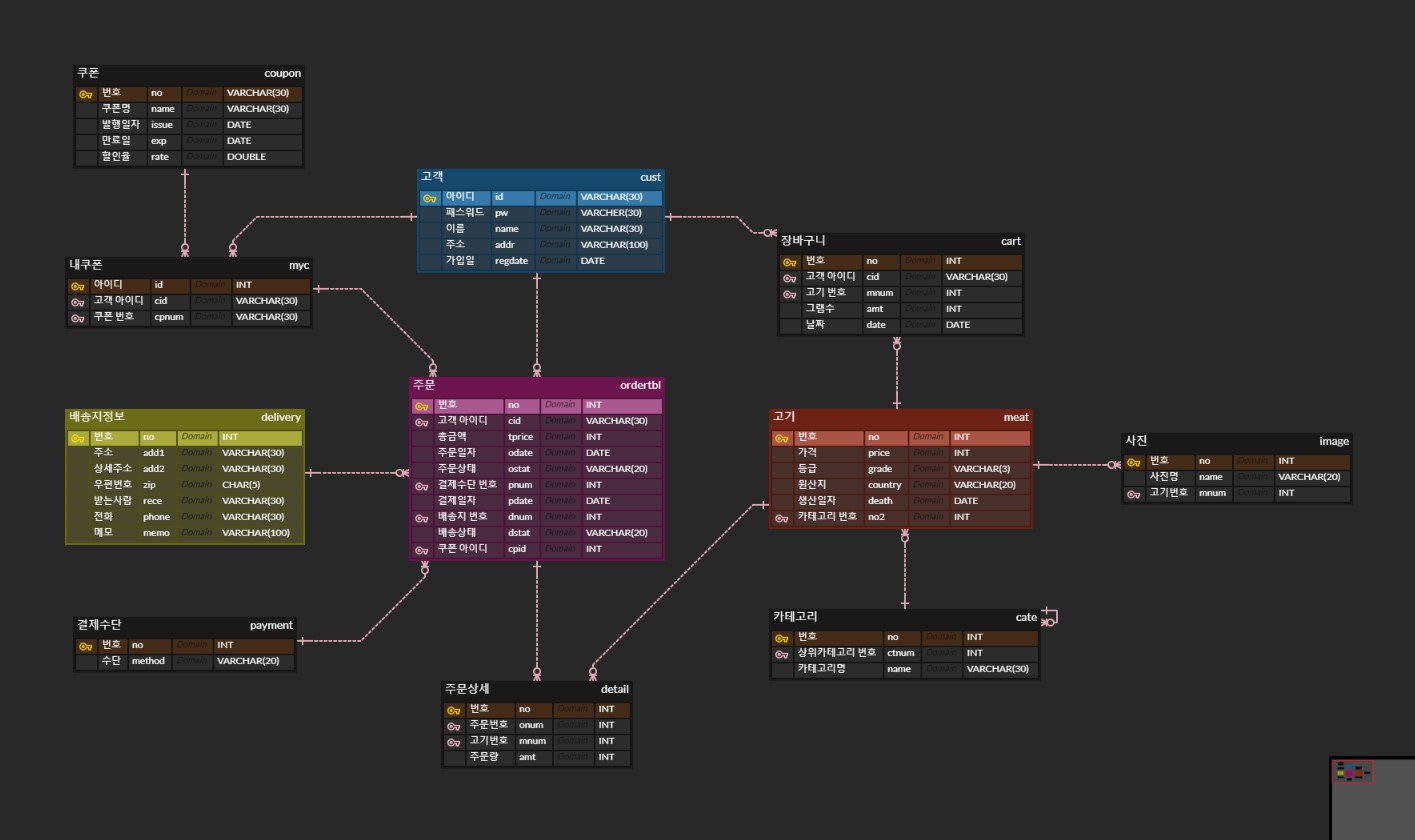 쿠폰 coupon
번호 no Domain VARCHAR(30)
쿠폰명 name Domain VARCHAR(30)
발행일자 issue Domain DATE
만료일 exp Domain DATE
할인율 rate Domain DOUBLE
고객 cust
아이디 id Domain VARCHAR(30)
패스워드 pw Domain VARCHER(30)
이름 name Domain VARCHAR(30)
주소 addr Domain VARCHAR(100)
가입일 regdate Domain DATE
장바구니 cart
번호 no Domain INT
고객 아이디 cid Domain VARCHAR(30)
고기 번호 mnum Domain INT
그램수 amt Domain INT
날짜 date Domain DATE
내쿠폰 myc
아이디 id Domain INT
고객 아이디 cid Domain VARCHAR(30)
쿠폰 번호 cpnum Domain VARCHAR(30)
주문 ordertbl
번호 no Domain INT
고객 아이디 cid Domain VARCHAR(30)
총금액 tprice Domain INT
주문일자 odate Domain DATE
주문상태 ostat Domain VARCHAR(20)
결제수단 번호 pnum Domain INT
결제일자 pdate Domain DATE
배송지 번호 dnum Domain INT
배송상태 dstat Domain VARCHAR(20)
쿠폰 아이디 cpid Domain INT
배송지정보 delivery
번호 no Domain INT
주소 add1 Domain VARCHAR(30)
상세주소 add2 Domain VARCHAR(30)
우편번호 zip Domain CHAR(5)
받는사람 rece Domain VARCHAR(30)
전화 phone Domain VARCHAR(30)
메모 memo Domain VARCHAR(100)
고기 meat
번호 no Domain INT
가격 price Domain INT
등급 grade Domain VARCHAR(3)
원산지 country Domain VARCHAR(20)
생산일자 death Domain DATE
카테고리 번호 no2 Domain INT
사진 image
번호 no Domain INT
사진명 name Domain VARCHAR(20)
고기번호 mnum Domain INT
결제수단 payment
번호 no Domain INT
수단 method Domain VARCHAR(20)
카테고리 cate
번호 no Domain INT
상위카테고리 번호 ctnum Domain INT
카테고리명 name Domain VARCHAR(30)
주문상세 detail
번호 no Domain INT
주문번호 onum Domain INT
고기번호 mnum Domain INT
주문량 amt Domain INT